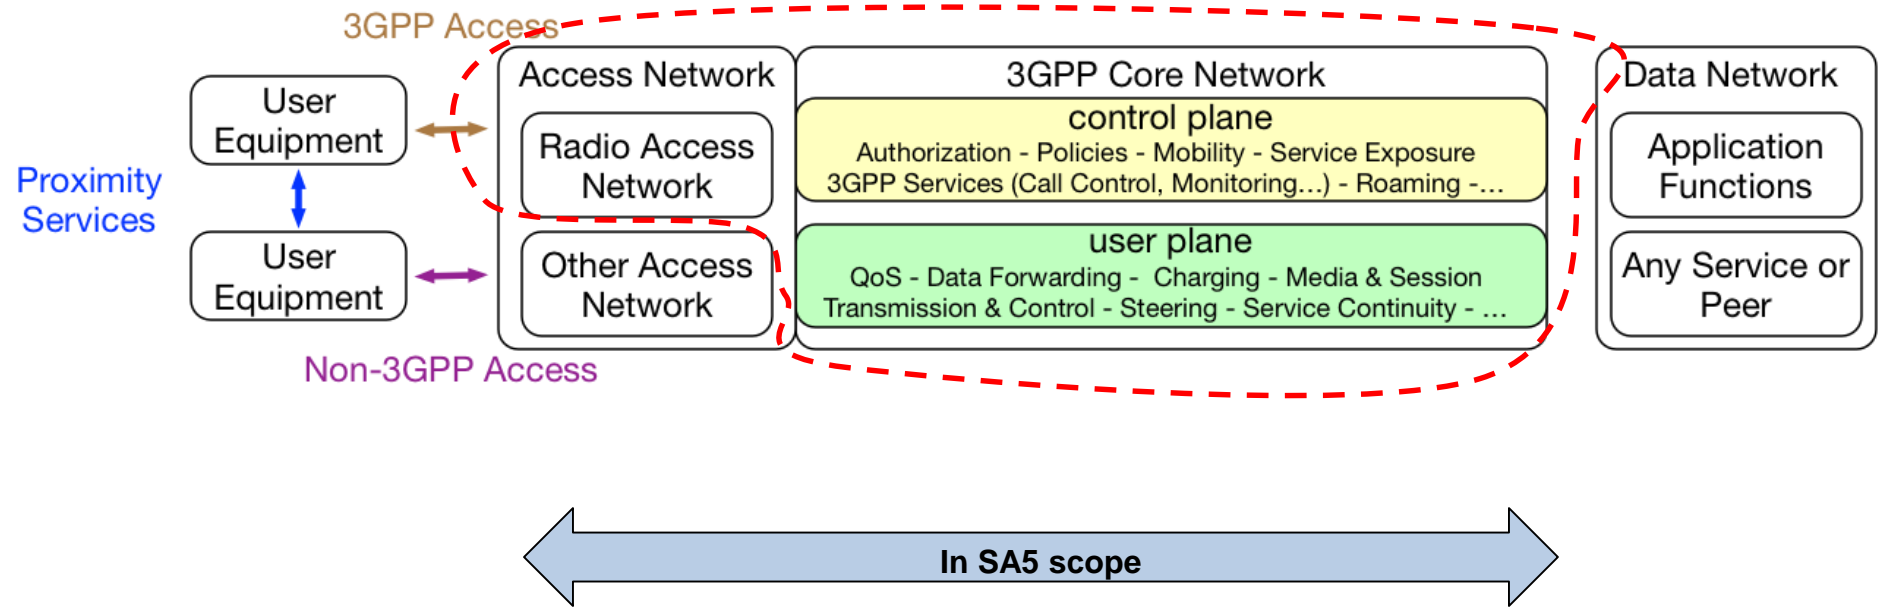 3GPP Access
User
Equipment
Proximity
Services
User
Equipment
Non-3GPP Access
Access Network
Radio Access
Network
Other Access
Network
3GPP Core Network
control plane
Authorization - Policies - Mobility - Service Exposure
3GPP Services (Call Control, Monitoring…) - Roaming -…
user plane
QoS - Data Forwarding - Charging - Media & Session
Transmission & Control - Steering - Service Continuity - …
Data Network
Application
Functions
Any Service or
Peer
In SA5 scope